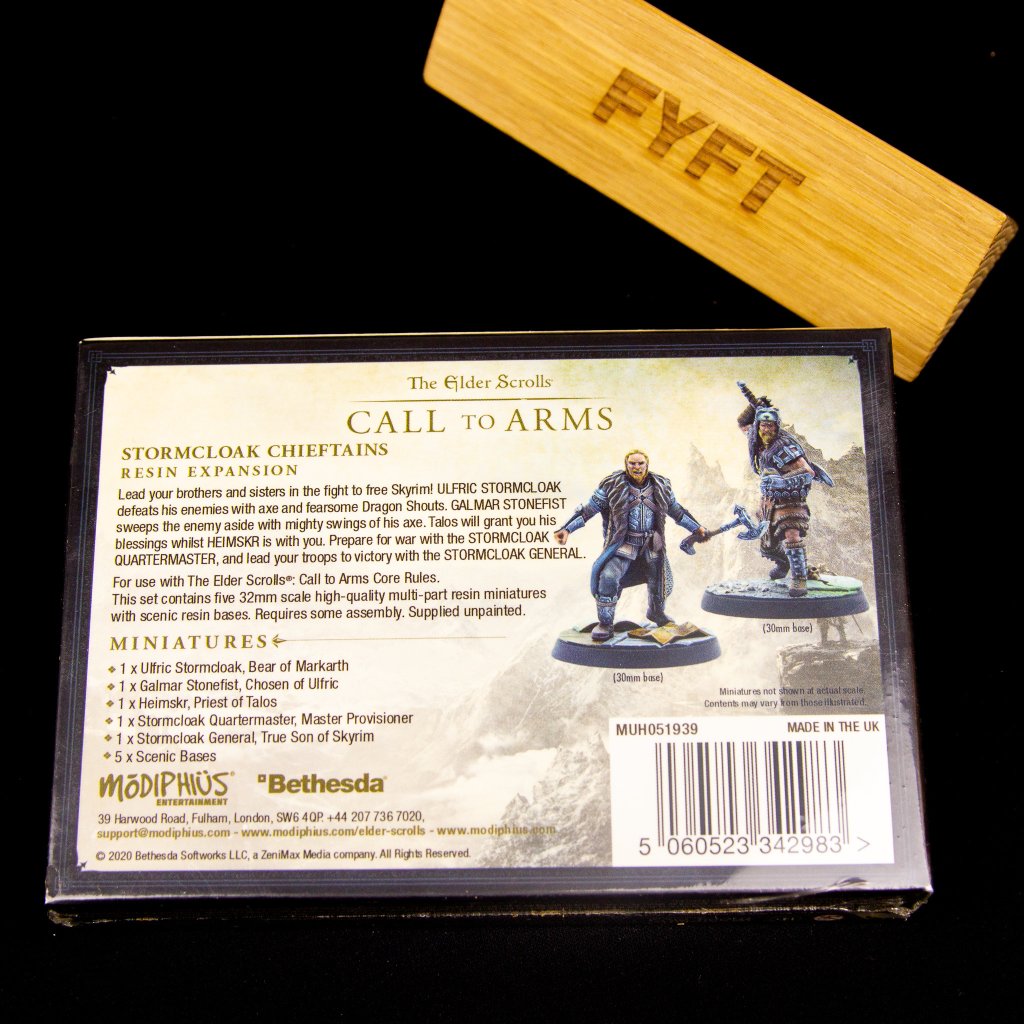 FYFT
The Elder Scrolls
CALL TO ARMS
STORMCLOAK CHIEFTAINS
RESIN EXPANSION
Lead your brothers and sisters in the fight to free Skyrim! ULFRIC STORMCLOAK
defeats his enemies with axe and fearsome Dragon Shouts. GALMAR STONEFIST
sweeps the enemy aside with mighty swings of his axe. Talos will grant you his
blessings whilst HEIMSKR is with you. Prepare for war with the STORMCLOAK
QUARTERMASTER, and lead your troops to victory with the STORMCLOAK GENERAL.
For use with The Elder Scrolls®: Call to Arms Core Rules.
This set contains five 32mm scale high-quality multi-part resin miniatures
with scenic resin bases. Requires some assembly. Supplied unpainted.
MINIATURES
1 x Ulfric Stormcloak, Bear of Markarth
1 x Galmar Stonefist, Chosen of Ulfric
1 x Heimskr, Priest of Talos
1 x Stormcloak Quartermaster, Master Provisioner
1 x Stormcloak General, True Son of Skyrim
5 x Scenic Bases
(30mm base)
(30mm base)
Miniatures not shown at actual scale.
Contents may vary from those illustrated.
MŌDIPHIÜS®
ENTERTAINMENT
Bethesda®
39 Harwood Road, Fulham, London, SW6 4QP. +44 207 736 7020,
support@modiphius.com - www.modiphius.com/elder-scrolls - www.modiphius.com
© 2020 Bethesda Softworks LLC, a ZeniMax Media company. All Rights Reserved.
MUH051939 MADE IN THE UK
5 060523 342983 >